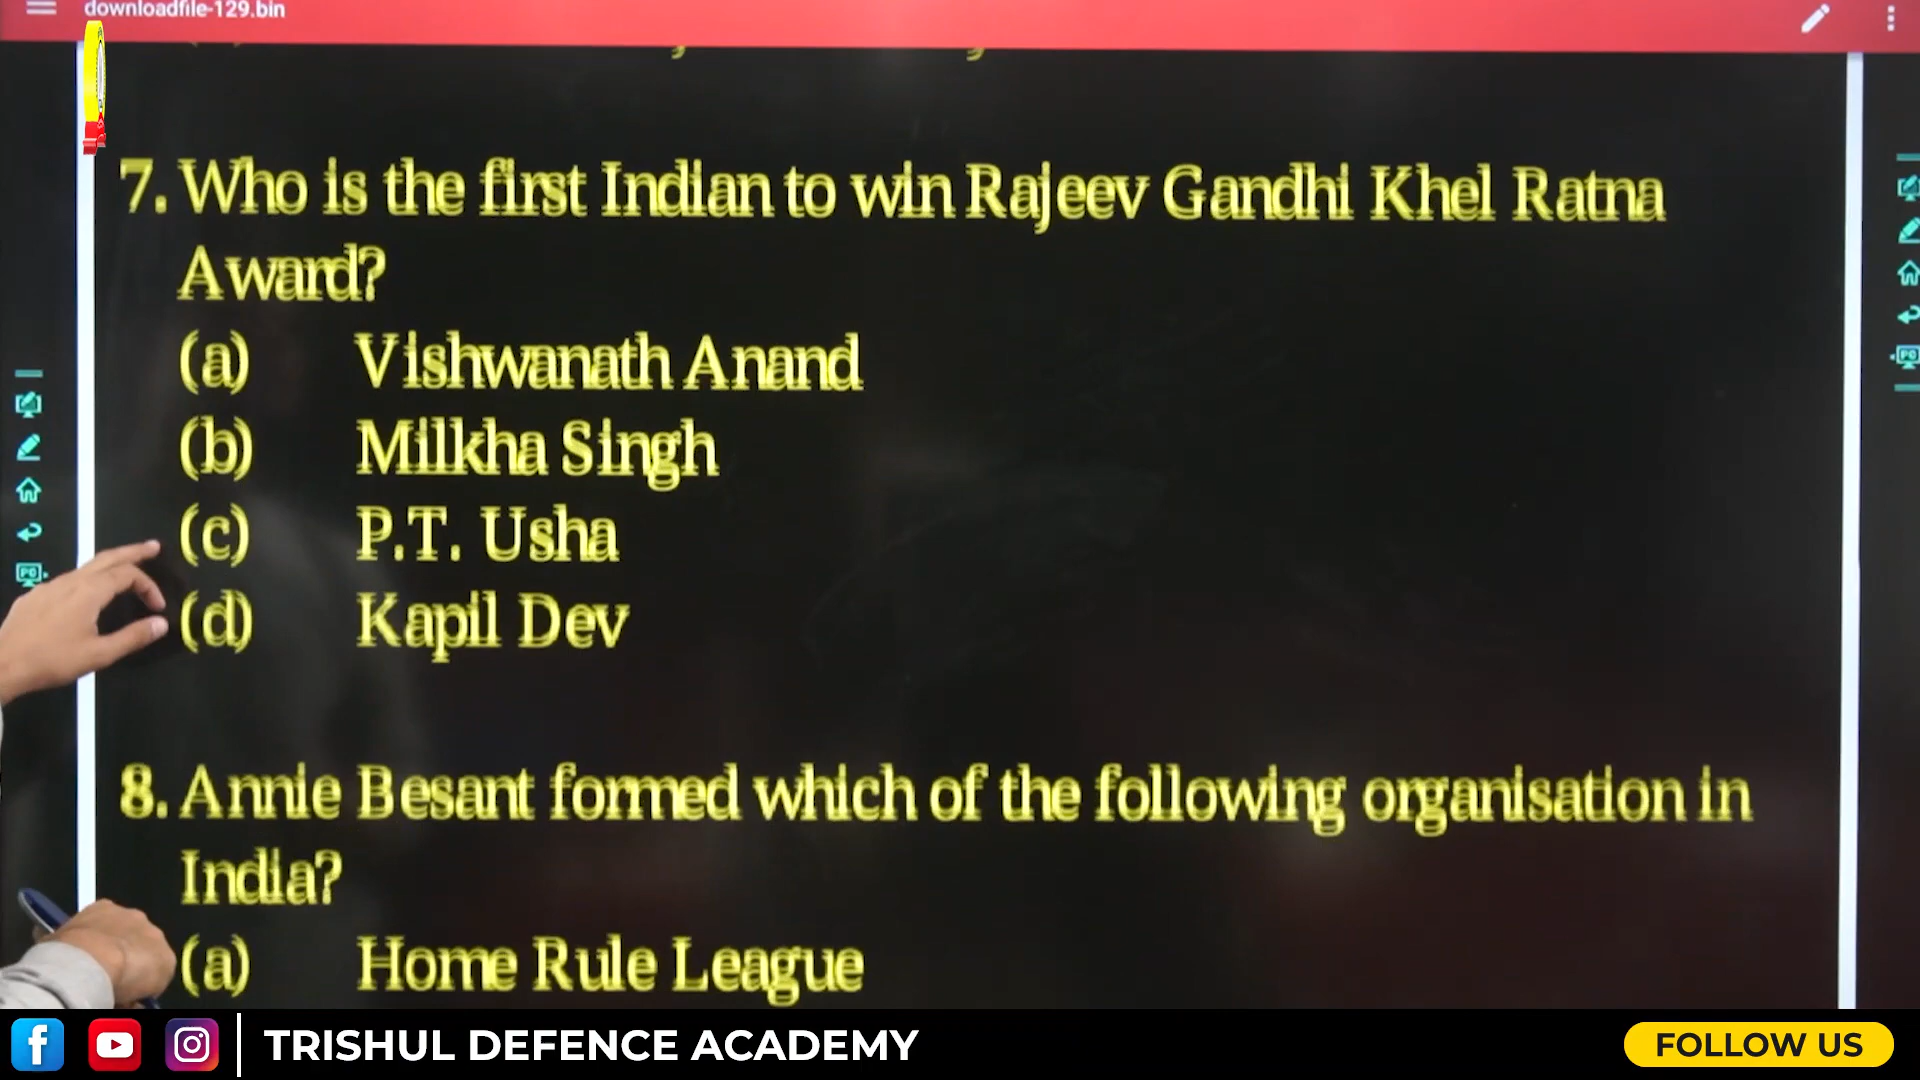 downloadfile-129.bin
7. Who is the first Indian to win Rajeev Gandhi Khel Ratna
Award?
(a) Vishwanath Anand
(b) Milkha Singh
(c) P.T. Usha
(d) Kapil Dev
8. Annie Besant formed which of the following organisation in
India?
(a) Home Rule League
TRISHUL DEFENCE ACADEMY
FOLLOW US